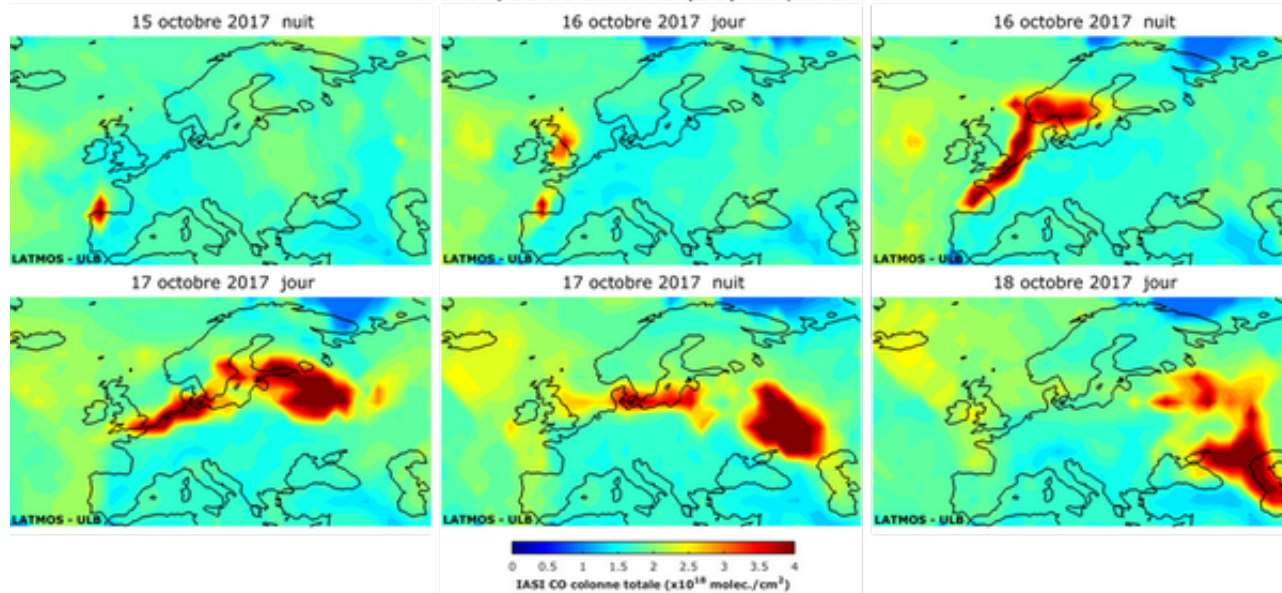 15 octobre 2017 nuit
16 octobre 2017 jour
16 octobre 2017 nuit
LATMOS - ULB
LATMOS - ULB
LATMOS - ULB
17 octobre 2017 jour
17 octobre 2017 nuit
18 octobre 2017 jour
LATMOS - ULB
LATMOS - ULB
LATMOS - ULB
0 0.5 1 1.5 2 2.5 3 3.5 4
IASI CO colonne totale (x10¹⁸ molec./cm²)